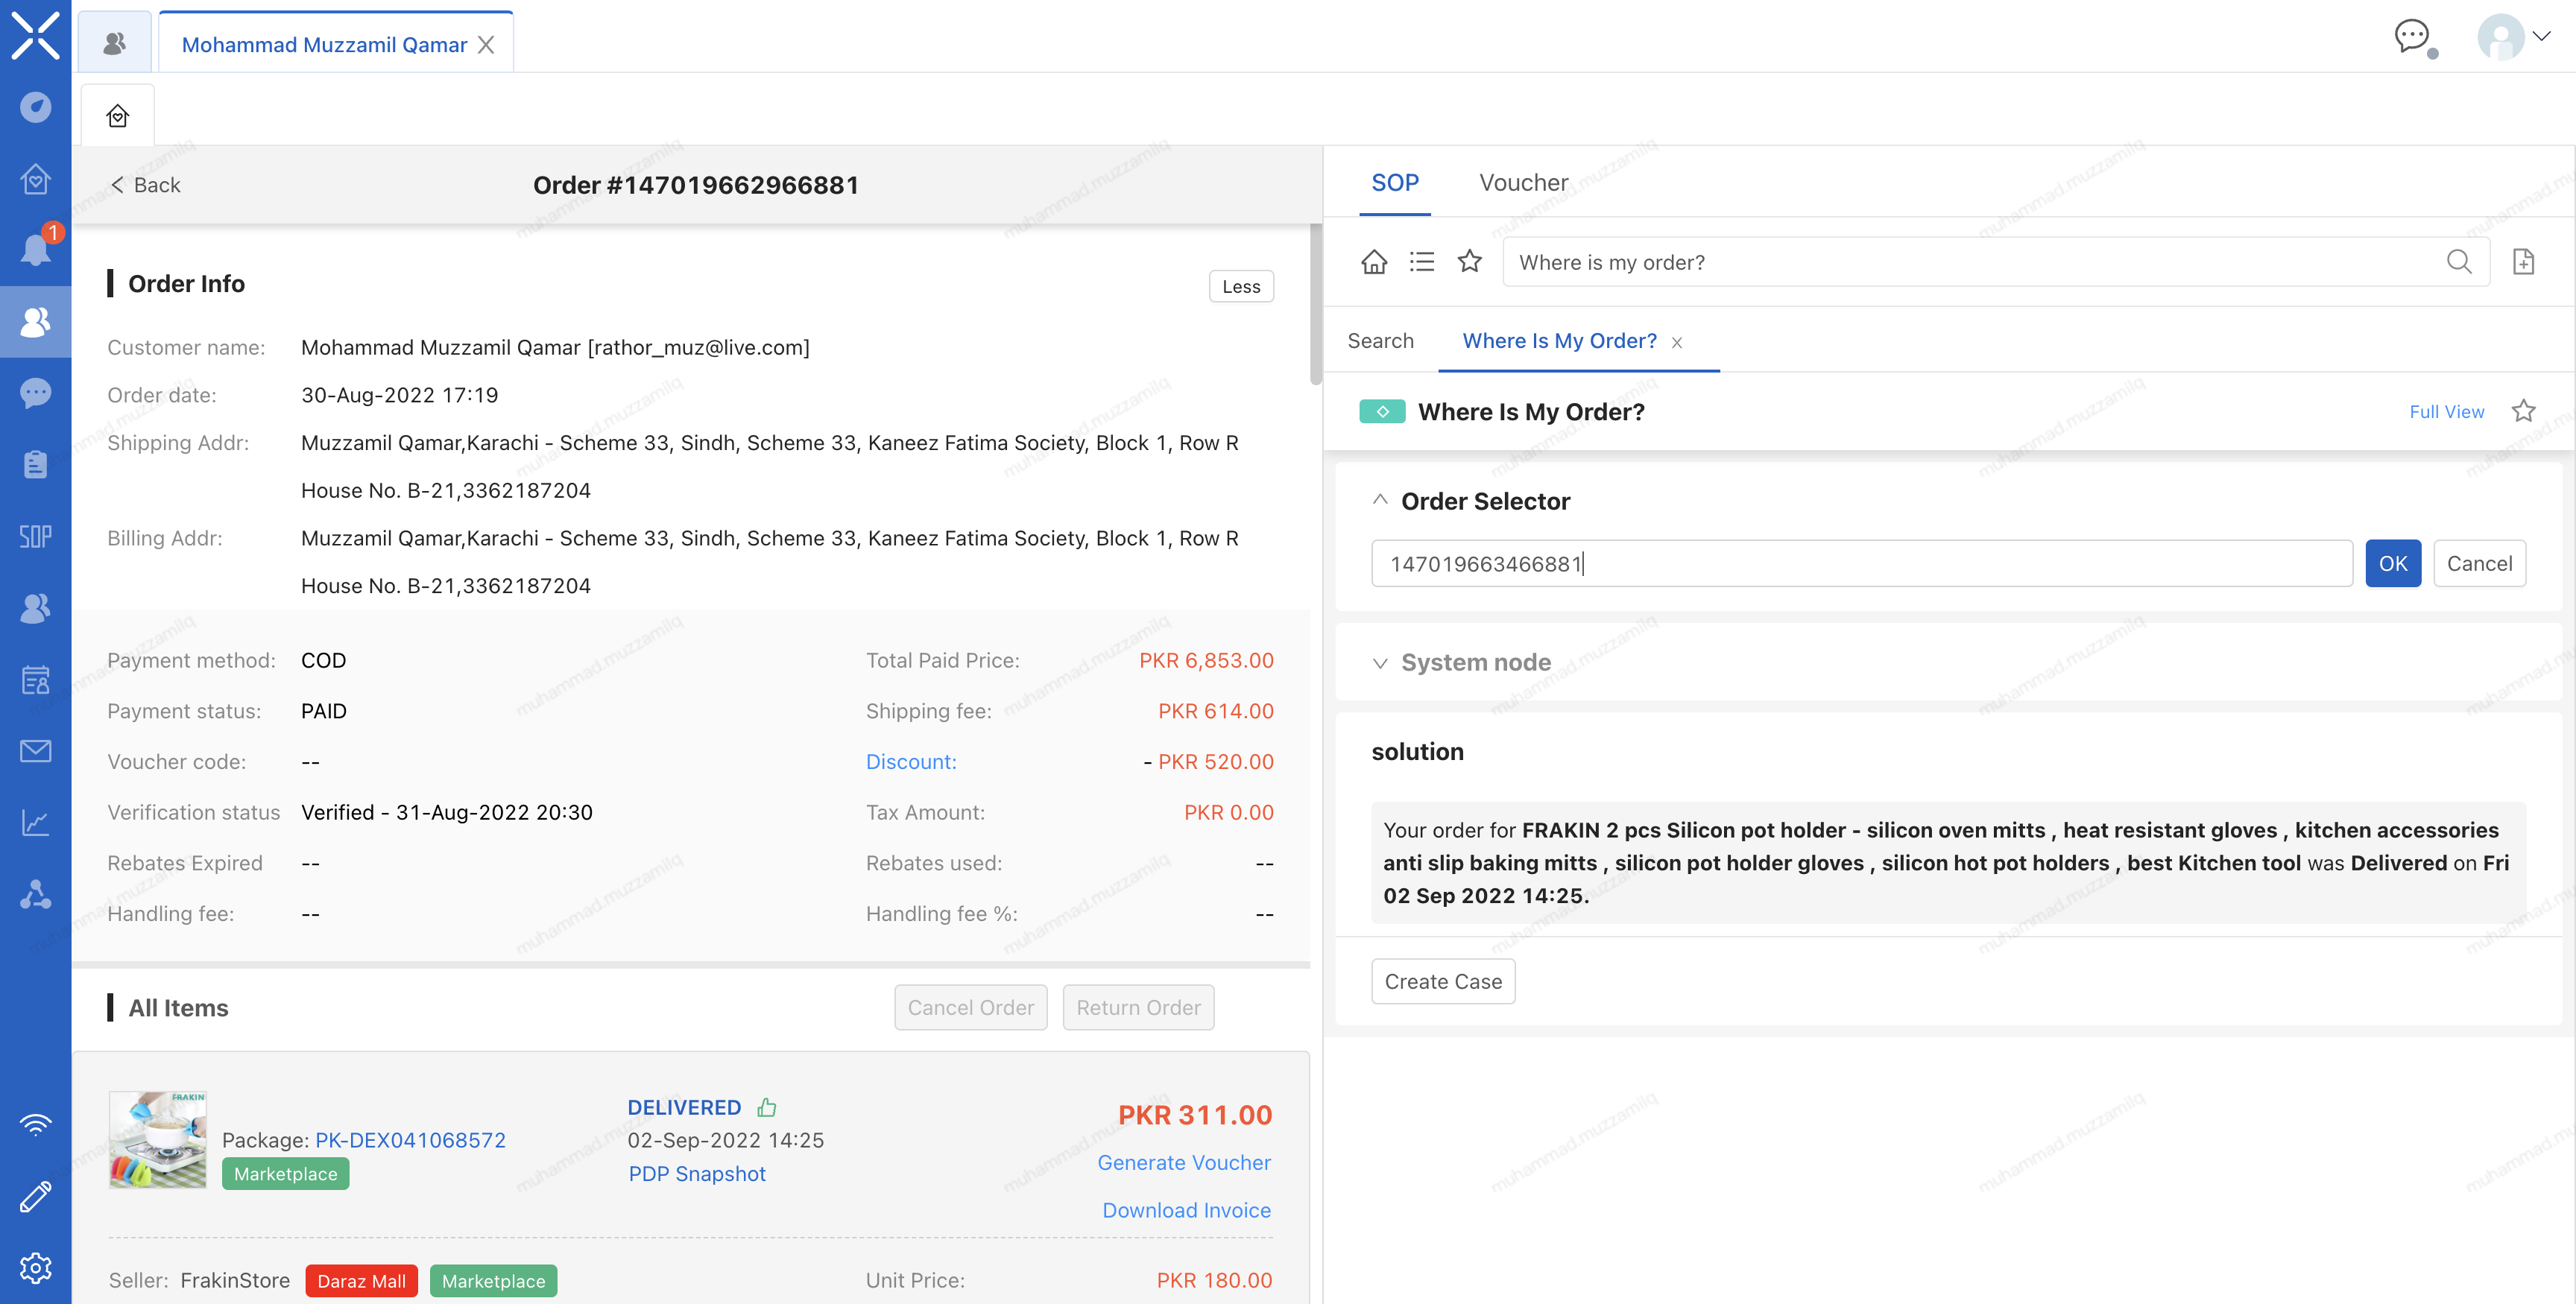 Mohammad Muzzamil Qamar
1
Back
Order #147019662966881
Order Info
Less
Customer name: Mohammad Muzzamil Qamar [rathor_muz@live.com]
Order date: 30-Aug-2022 17:19
Shipping Addr: Muzzamil Qamar,Karachi - Scheme 33, Sindh, Scheme 33, Kaneez Fatima Society, Block 1, Row R
House No. B-21,3362187204
Billing Addr: Muzzamil Qamar,Karachi - Scheme 33, Sindh, Scheme 33, Kaneez Fatima Society, Block 1, Row R
House No. B-21,3362187204
Payment method: COD Total Paid Price: PKR 6,853.00
Payment status: PAID Shipping fee: PKR 614.00
Voucher code: -- Discount: - PKR 520.00
Verification status Verified - 31-Aug-2022 20:30 Tax Amount: PKR 0.00
Rebates Expired -- Rebates used: --
Handling fee: -- Handling fee %: --
All Items
Cancel Order Return Order
FRAKIN
Package: PK-DEX041068572
Marketplace
DELIVERED
02-Sep-2022 14:25
PDP Snapshot
PKR 311.00
Generate Voucher
Download Invoice
Seller: FrakinStore Daraz Mall Marketplace Unit Price: PKR 180.00
SOP
SOP Voucher
Where is my order?
Search Where Is My Order?
Where Is My Order? Full View
Order Selector
147019663466881 OK Cancel
System node
solution
Your order for FRAKIN 2 pcs Silicon pot holder - silicon oven mitts , heat resistant gloves , kitchen accessories
anti slip baking mitts , silicon pot holder gloves , silicon hot pot holders , best Kitchen tool was Delivered on Fri
02 Sep 2022 14:25.
Create Case
muhammad.muzzamilq